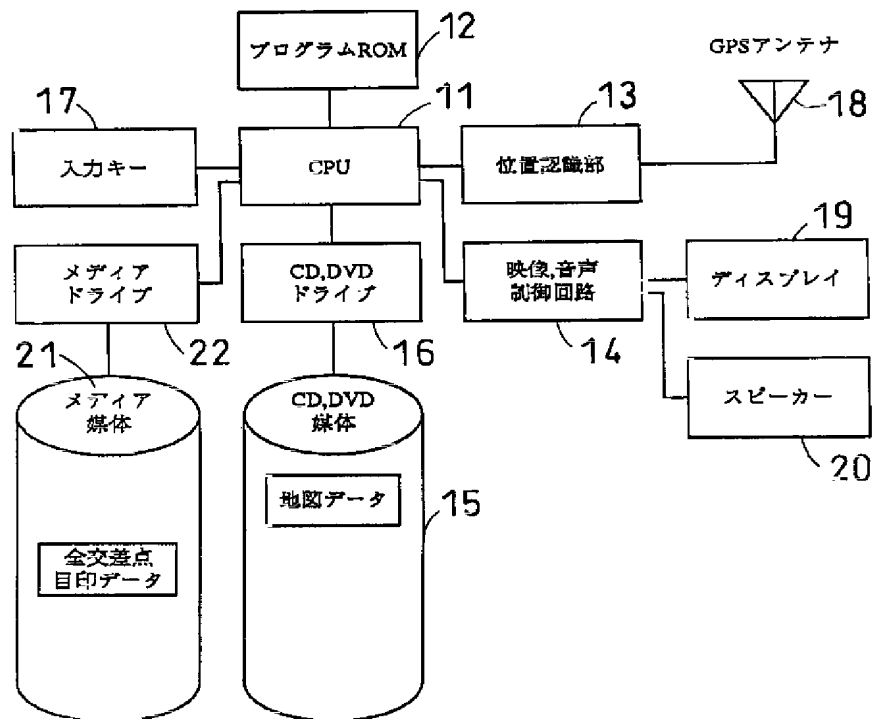 プログラムROM
12
GPSアンテナ
17
11
13
18
入力キー
CPU
位置認識部
19
メディア
ドライブ
CD,DVD
ドライブ
映像,音声
制御回路
ディスプレイ
21
22
16
14
メディア
媒体
CD,DVD
媒体
スピーカー
20
地図データ
15
全交差点
目印データ